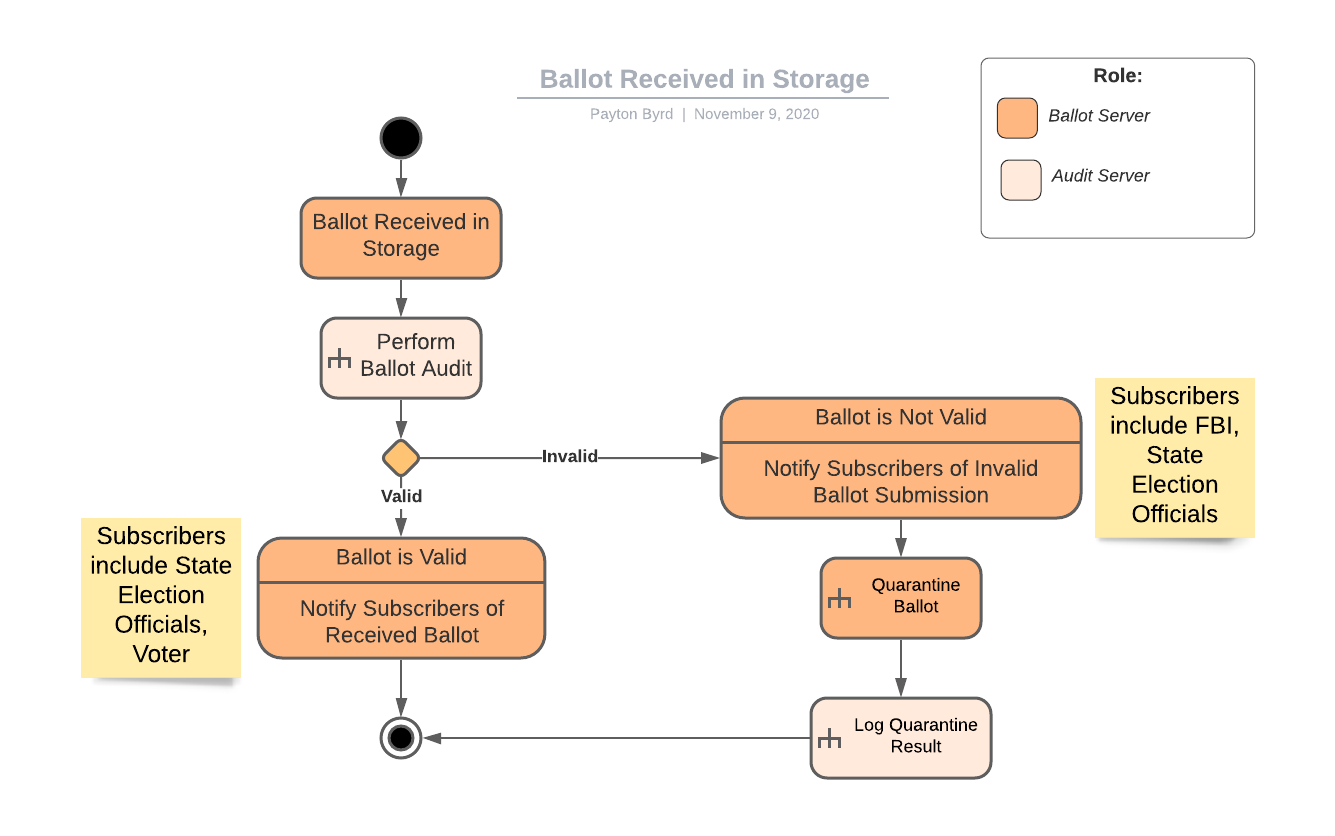 Ballot Received in Storage
Payton Byrd | November 9, 2020
Role:
Ballot Server
Audit Server
Ballot Received in
Storage
Perform
Ballot Audit
Invalid
Valid
Ballot is Not Valid
Notify Subscribers of Invalid
Ballot Submission
Subscribers
include FBI,
State
Election
Officials
Subscribers
include State
Election
Officials,
Voter
Ballot is Valid
Notify Subscribers of
Received Ballot
Quarantine
Ballot
Log Quarantine
Result